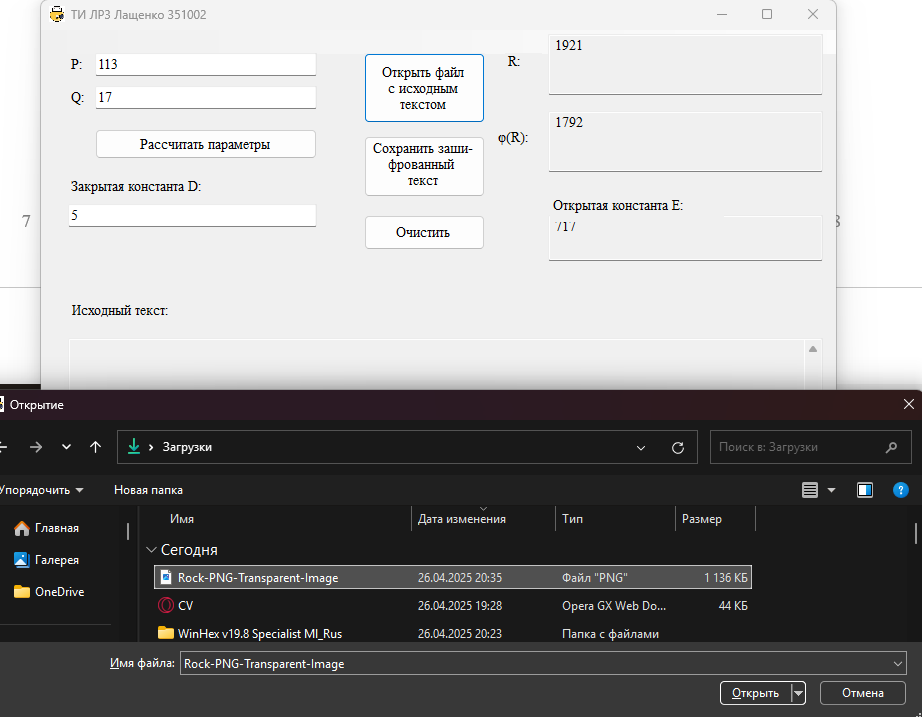 ТИ ЛР3 Лащенко 351002
P:
113
Q:
17
Рассчитать параметры
Закрытая константа D:
5
Открыть файл
с исходным
текстом
Сохранить заши-
фрованный
текст
Очистить
R:
1921
φ(R):
1792
Открытая константа E:
717
7
8
Исходный текст:
Открытие
Загрузки
Поиск в: Загрузки
Упорядочить
Новая папка
Имя
Дата изменения
Тип
Размер
Главная
Галерея
OneDrive
Сегодня
Rock-PNG-Transparent-Image 26.04.2025 20:35 Файл "PNG" 1 136 КБ
CV 26.04.2025 19:28 Opera GX Web Do... 44 КБ
WinHex v19.8 Specialist Ml_Rus 26.04.2025 20:23 Папка с файлами
Имя файла:
Rock-PNG-Transparent-Image
Открыть
Отмена